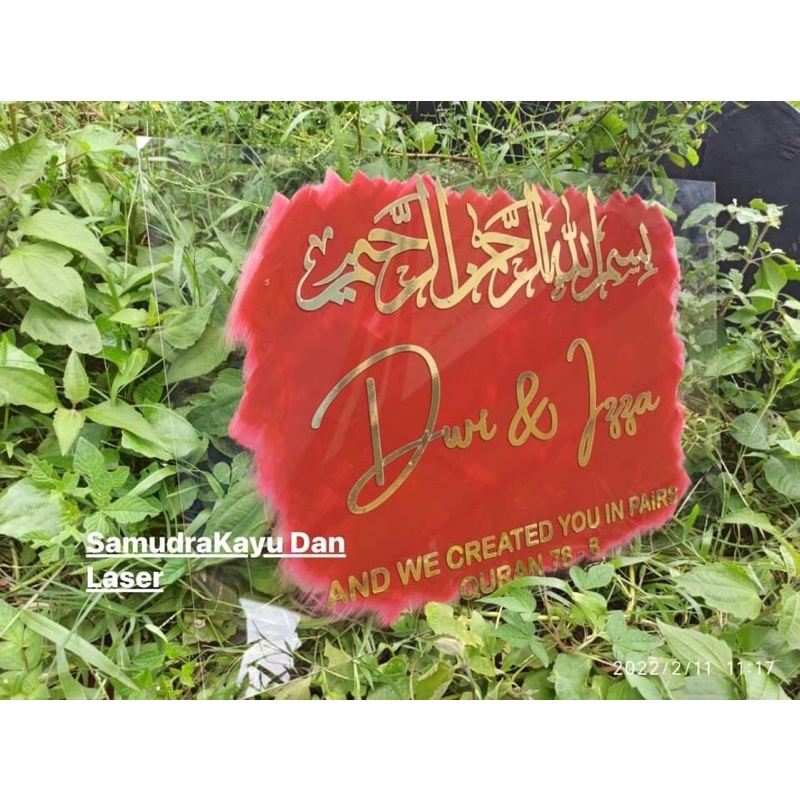 بسم الله الرحمن الرحيم
Dwi & Izza
AND WE CREATED YOU IN PAIRS
QURAN 78 : 8
SamudraKayu Dan
Laser
2022/2/11 11:17